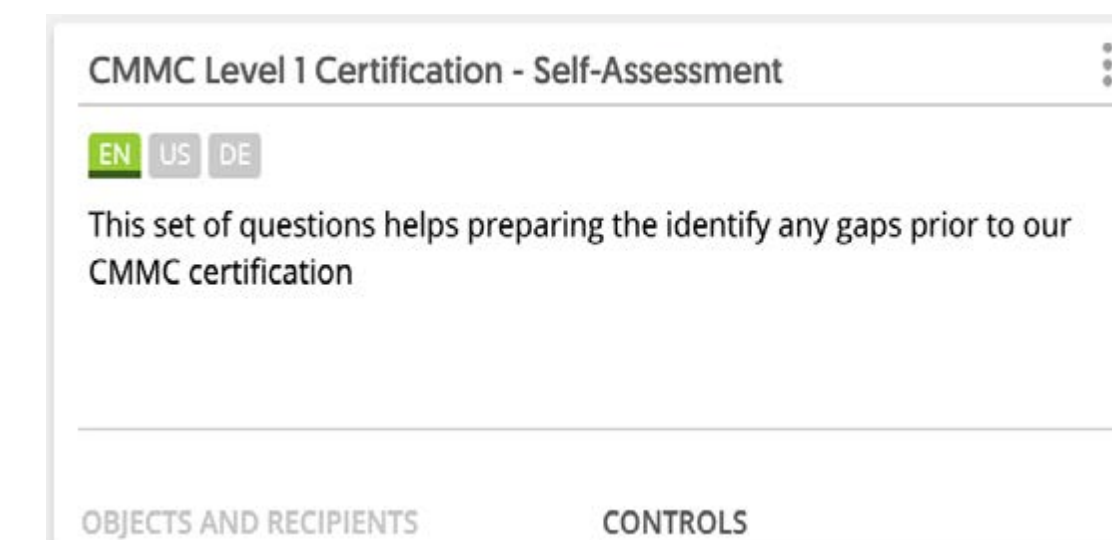 CMMC Level 1 Certification - Self-Assessment
EN US DE
This set of questions helps preparing the identify any gaps prior to our
CMMC certification
OBJECTS AND RECIPIENTS CONTROLS